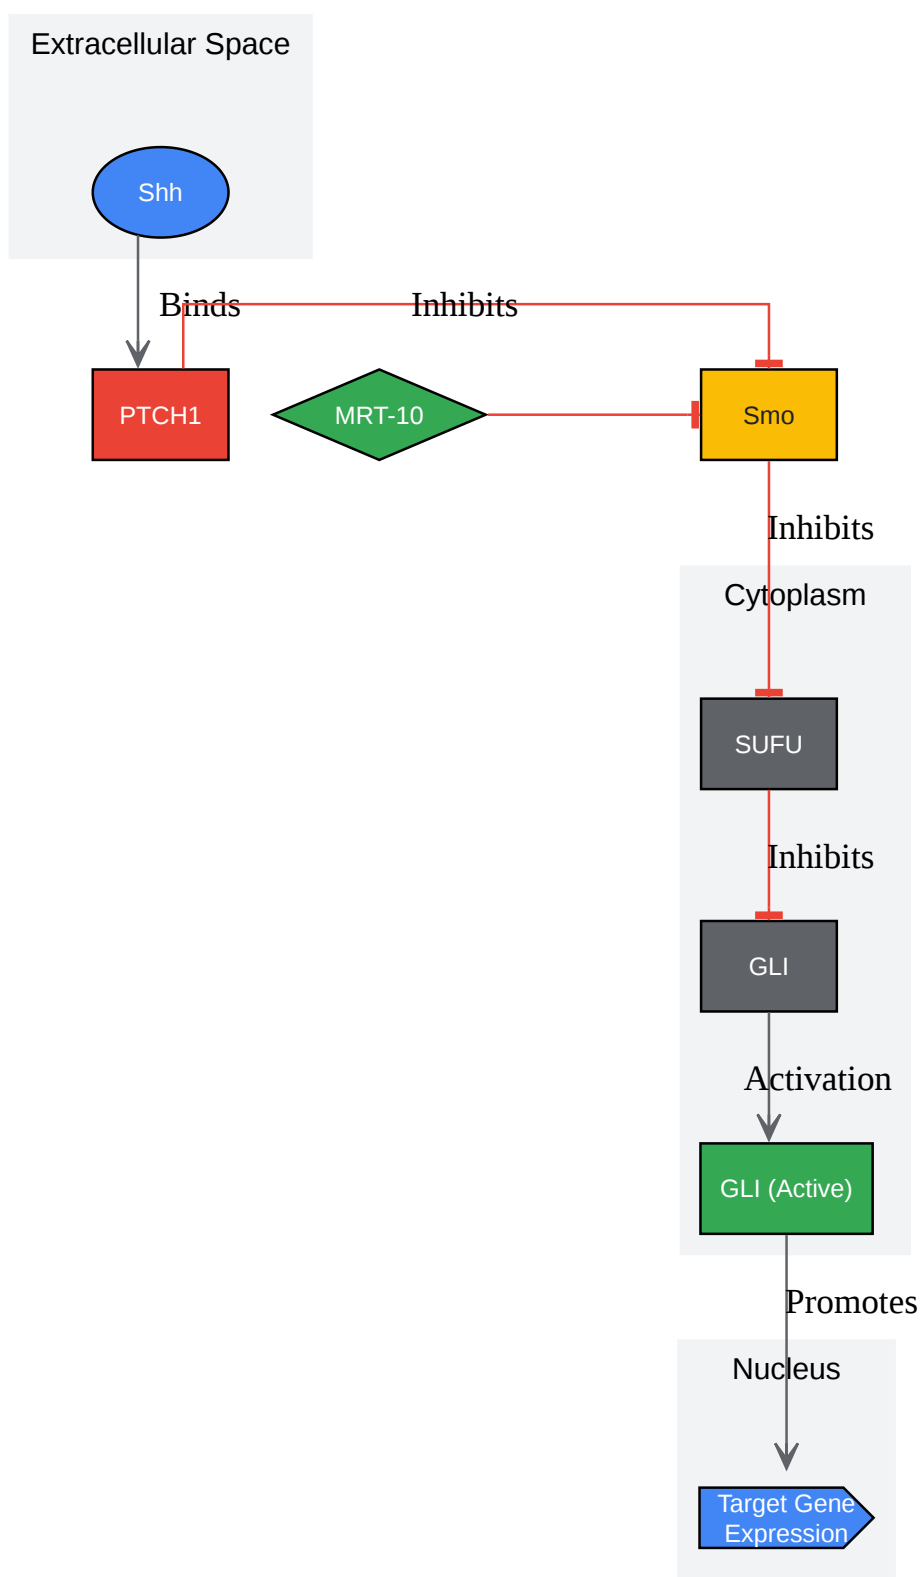 Extracellular Space
Shh
Binds
Inhibits
PTCH1
MRT-10
Smo
Inhibits
Cytoplasm
SUFU
Inhibits
GLI
Activation
GLI (Active)
Promotes
Nucleus
Target Gene
Expression